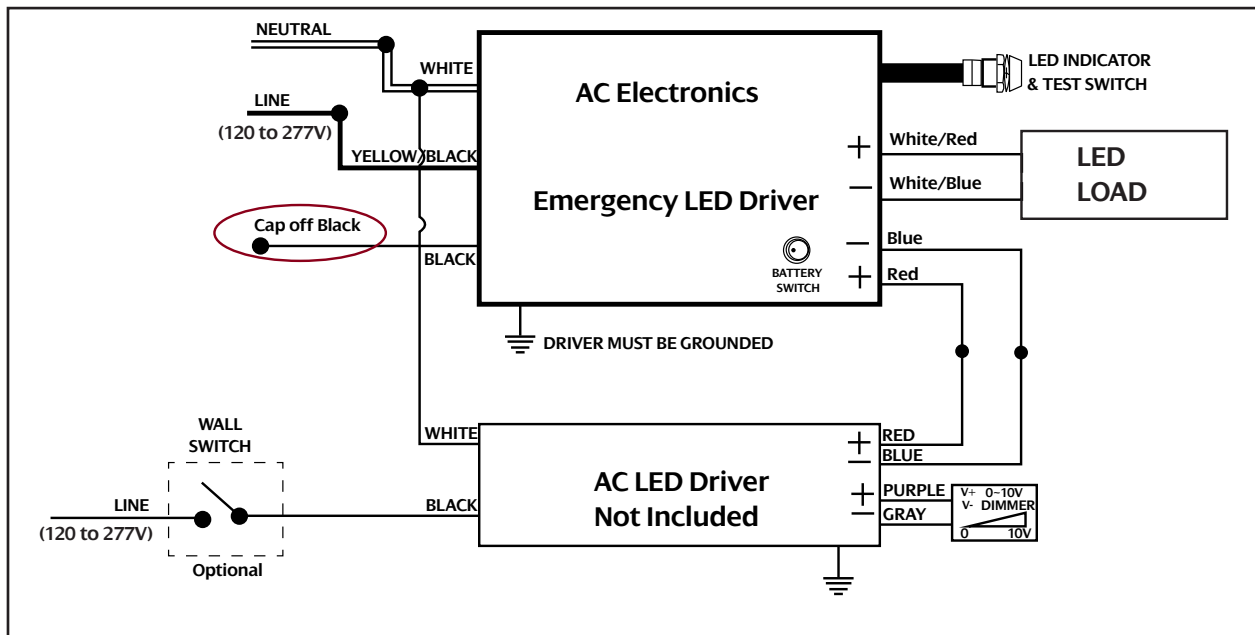 NEUTRAL
WHITE
LINE
(120 to 277V)
YELLOW/BLACK
Cap off Black
BLACK
AC Electronics
Emergency LED Driver
BATTERY
SWITCH
LED INDICATOR
& TEST SWITCH
+
White/Red
−
White/Blue
LED
LOAD
−
Blue
+
Red
DRIVER MUST BE GROUNDED
WALL
SWITCH
LINE
(120 to 277V)
Optional
WHITE
BLACK
AC LED Driver
Not Included
+
RED
−
BLUE
+
PURPLE
−
GRAY
V+ 0~10V
V- DIMMER
0 10V